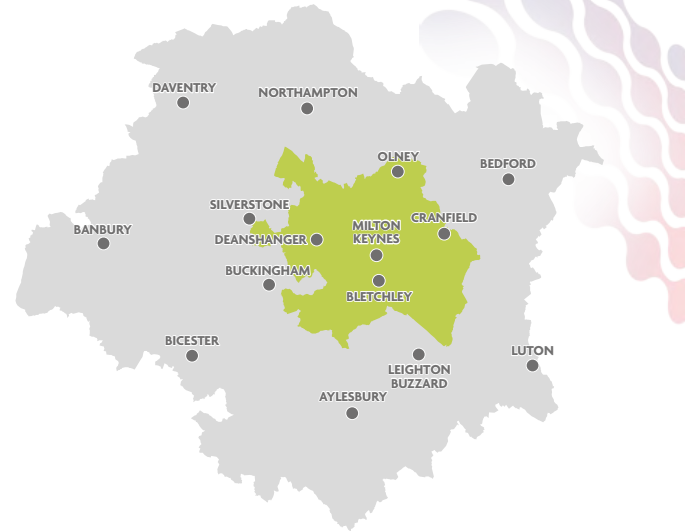 DAVENTRY
NORTHAMPTON
OLNEY
BEDFORD
SILVERSTONE
CRANFIELD
BANBURY
MILTON
KEYNES
DEANSHANGER
BUCKINGHAM
BLETCHLEY
BICESTER
LUTON
LEIGHTON
BUZZARD
AYLESBURY